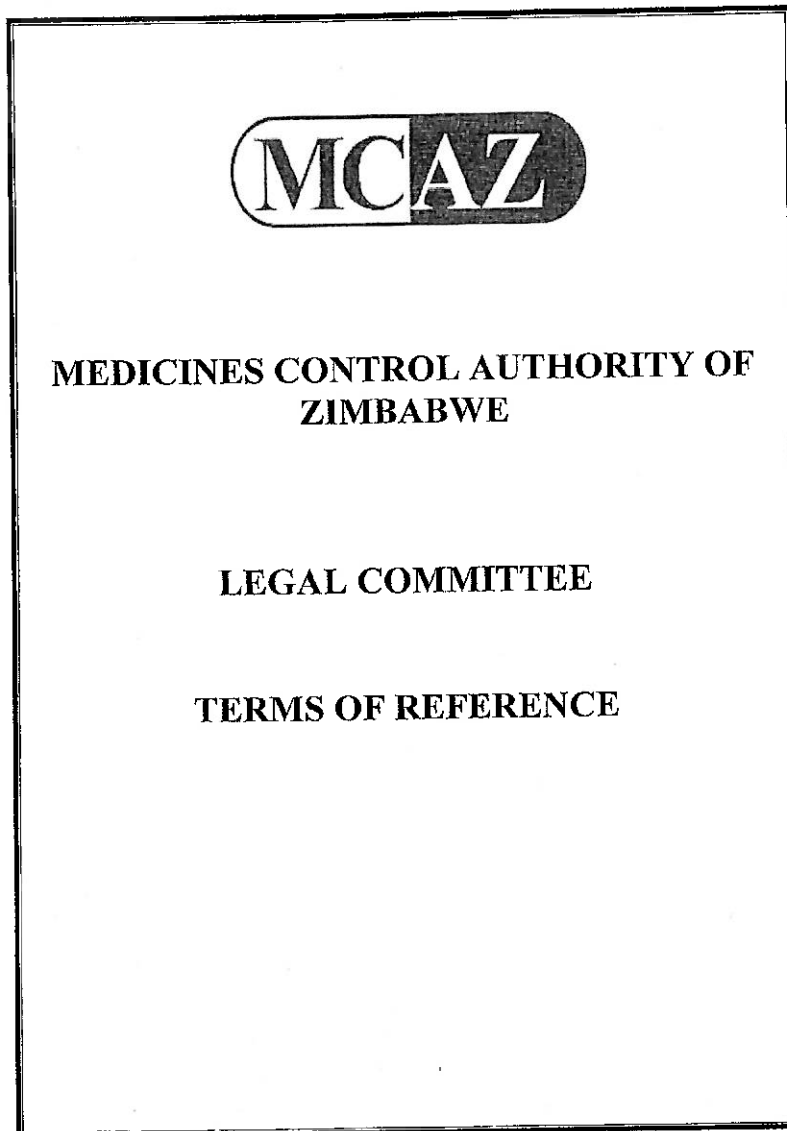 MCAZ
MEDICINES CONTROL AUTHORITY OF
ZIMBABWE
LEGAL COMMITTEE
TERMS OF REFERENCE